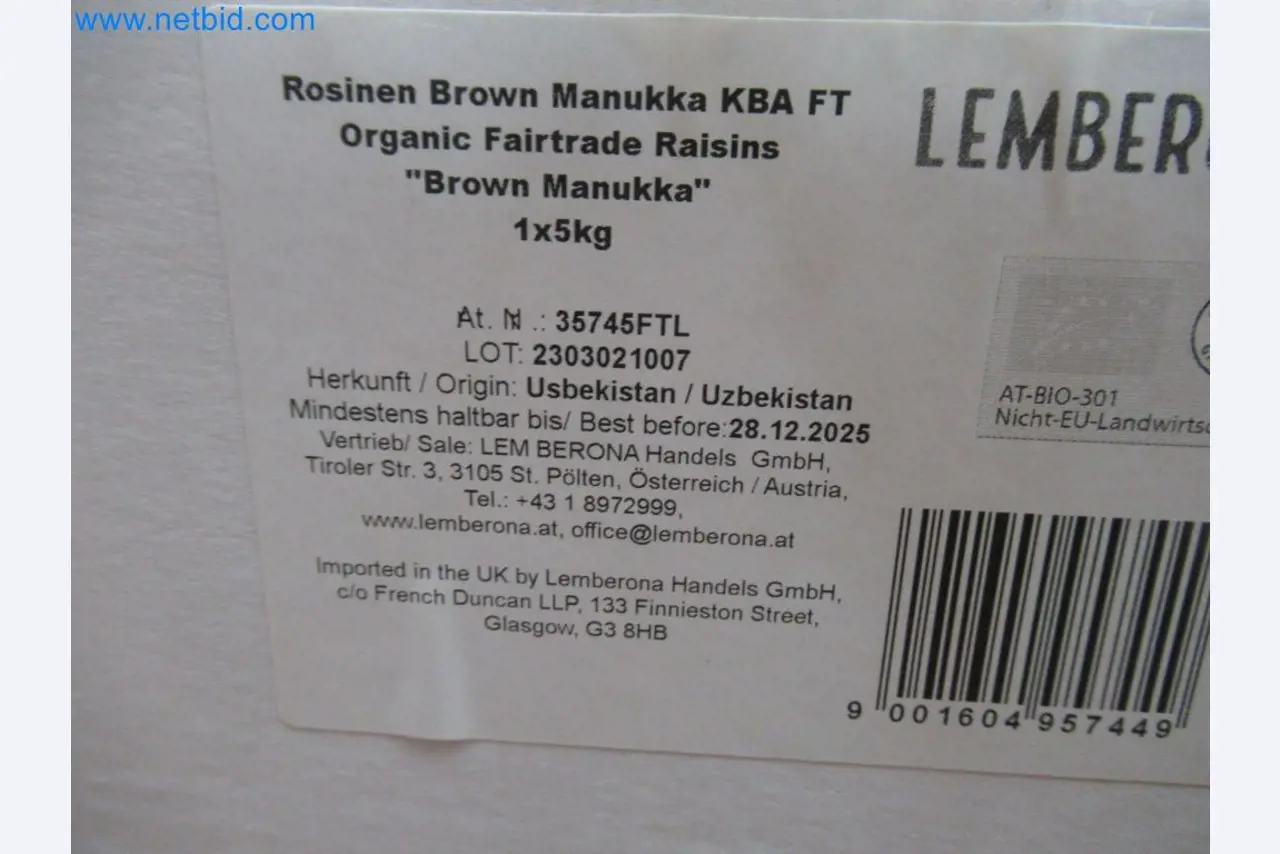 www.netbid.com
Rosinen Brown Manukka KBA FT
Organic Fairtrade Raisins
"Brown Manukka"
1x5kg
LEMBER
At. N .: 35745FTL
LOT: 2303021007
Herkunft / Origin: Usbekistan / Uzbekistan
Mindestens haltbar bis/ Best before:28.12.2025
Vertrieb/ Sale: LEM BERONA Handels GmbH,
Tiroler Str. 3, 3105 St. Pölten, Österreich / Austria,
Tel.: +43 1 8972999,
www.lemberona.at, office@lemberona.at
Imported in the UK by Lemberona Handels GmbH,
c/o French Duncan LLP, 133 Finnieston Street,
Glasgow, G3 8HB
AT-BIO-301
Nicht-EU-Landwirtsc
9 001604 957449